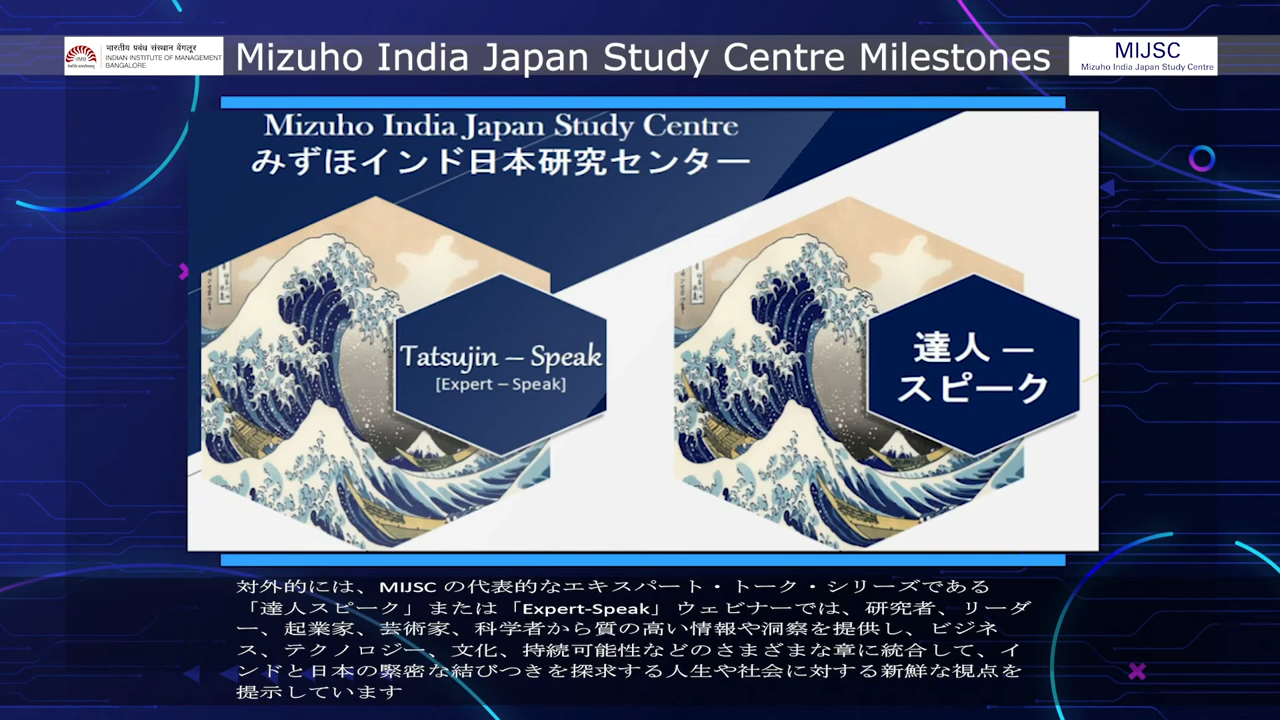 भारतीय प्रबंध संस्थान बेंगलूर
INDIAN INSTITUTE OF MANAGEMENT
BANGALORE
IIMB
Mizuho India Japan Study Centre Milestones
MIJSC
Mizuho India Japan Study Centre
Mizuho India Japan Study Centre
みずほインド日本研究センター
Tatsujin – Speak
[Expert – Speak]
達人 –
スピーク
対外的には、MIJSC の代表的なエキスパート・トーク・シリーズである
「達人スピーク」または「Expert-Speak」ウェビナーでは、研究者、リーダ
ー、起業家、芸術家、科学者から質の高い情報や洞察を提供し、ビジネ
ス、テクノロジー、文化、持続可能性などのさまざまな章に統合して、イ
ンドと日本の緊密な結びつきを探求する人生や社会に対する新鮮な視点を
提示しています